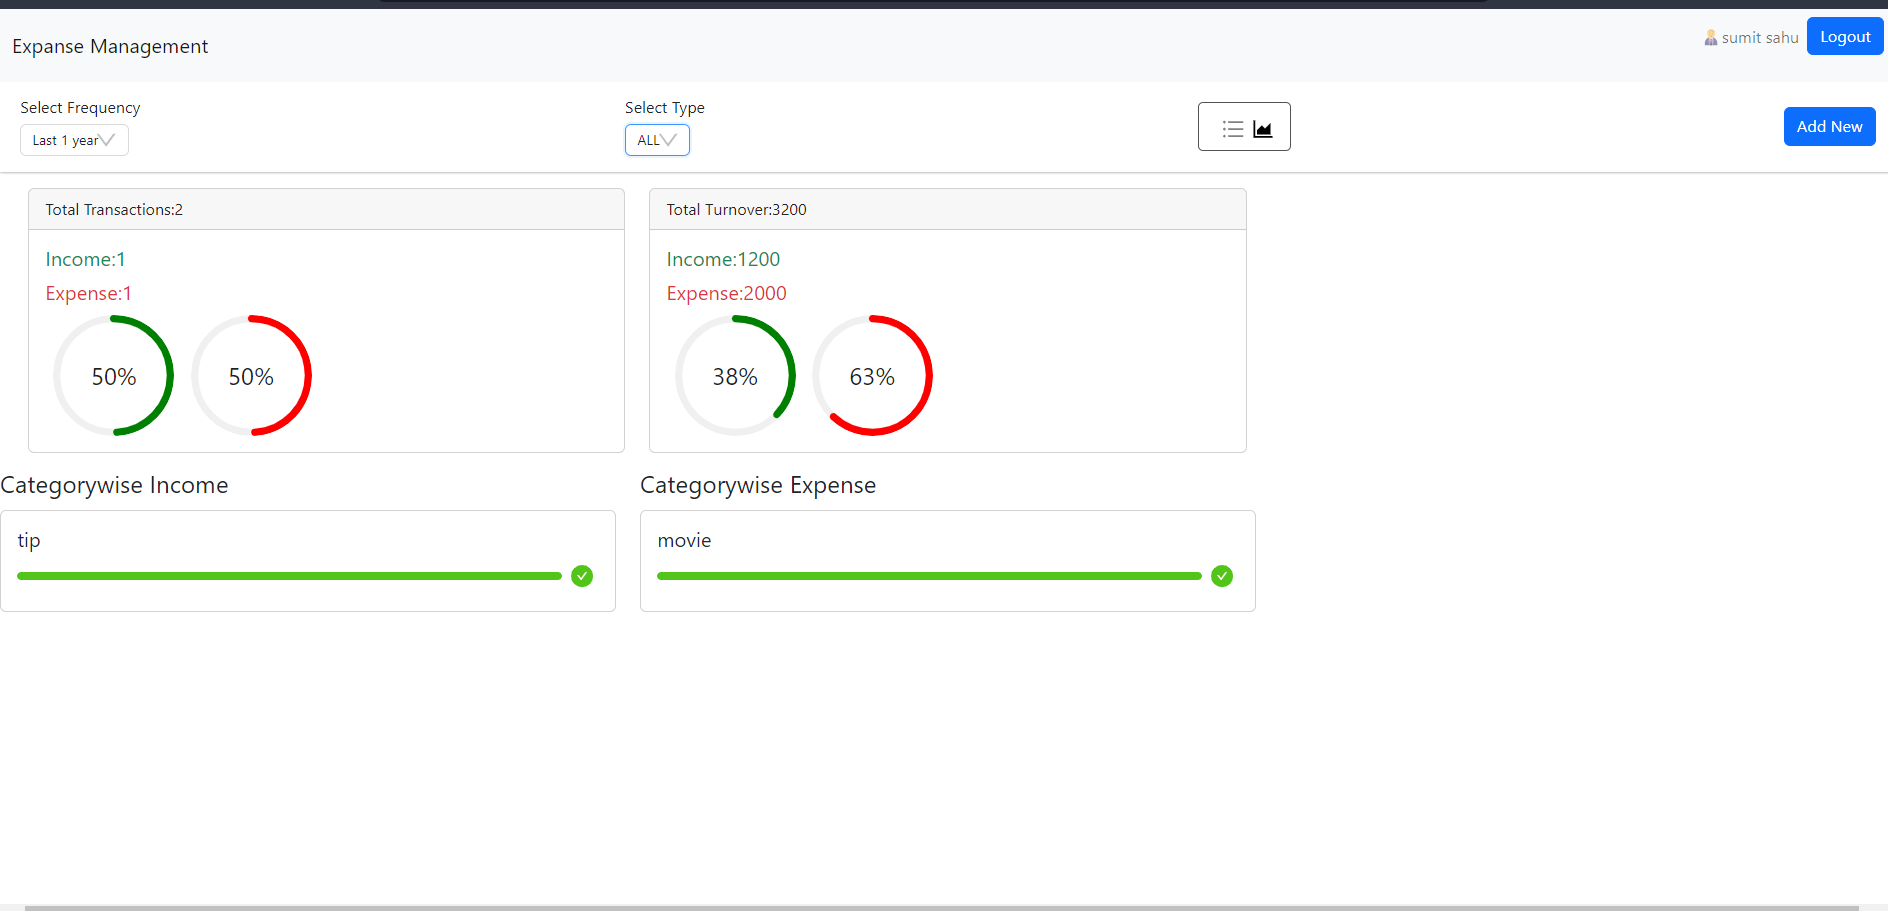 Expanse Management
sumit sahu
Logout
Select Frequency
Last 1 year
Select Type
ALL
Add New
Total Transactions:2
Income:1
Expense:1
50%
50%
Total Turnover:3200
Income:1200
Expense:2000
38%
63%
Categorywise Income
tip
Categorywise Expense
movie